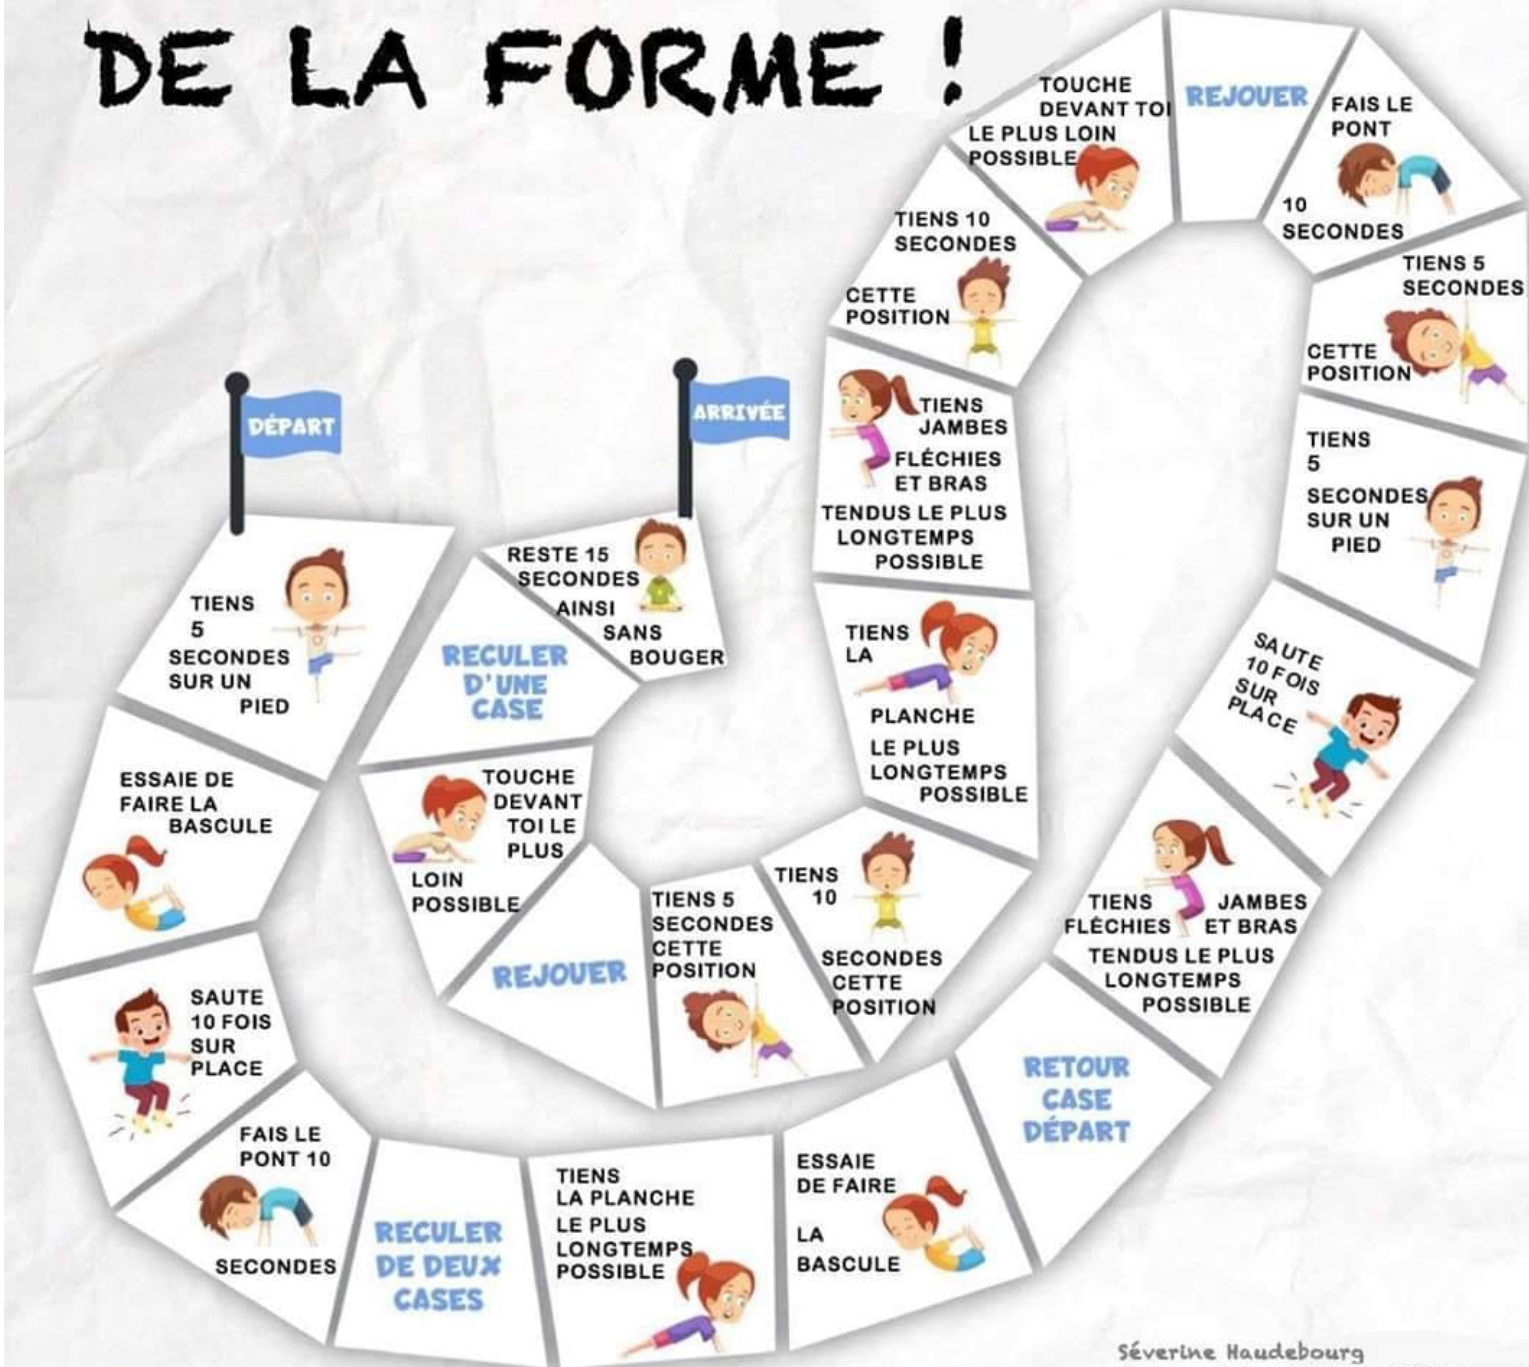 DE LA FORME !
DÉPART
TIENS
5
SECONDES
SUR UN
PIED
ESSAIE DE
FAIRE LA
BASCULE
SAUTE
10 FOIS
SUR
PLACE
FAIS LE
PONT 10
SECONDES
RECULER
DE DEUX
CASES
TIENS
LA PLANCHE
LE PLUS
LONGTEMPS
POSSIBLE
ESSAIE
DE FAIRE
LA
BASCULE
RETOUR
CASE
DÉPART
TIENS JAMBES
FLÉCHIES ET BRAS
TENDUS LE PLUS
LONGTEMPS
POSSIBLE
SAUTE
10 FOIS
SUR
PLACE
TIENS
5
SECONDES
SUR UN
PIED
TIENS 5
SECONDES
CETTE
POSITION
FAIS LE
PONT
10
SECONDES
REJOUER
TOUCHE
DEVANT TOI
LE PLUS LOIN
POSSIBLE
TIENS 10
SECONDES
CETTE
POSITION
TIENS
JAMBES
FLÉCHIES
ET BRAS
TENDUS LE PLUS
LONGTEMPS
POSSIBLE
TIENS
LA
PLANCHE
LE PLUS
LONGTEMPS
POSSIBLE
TIENS
10
SECONDES
CETTE
POSITION
TIENS 5
SECONDES
CETTE
POSITION
REJOUER
TOUCHE
DEVANT
TOI LE
PLUS
LOIN
POSSIBLE
RECULER
D'UNE
CASE
RESTE 15
SECONDES
AINSI
SANS
BOUGER
ARRIVÉE
Séverine Haudebourg